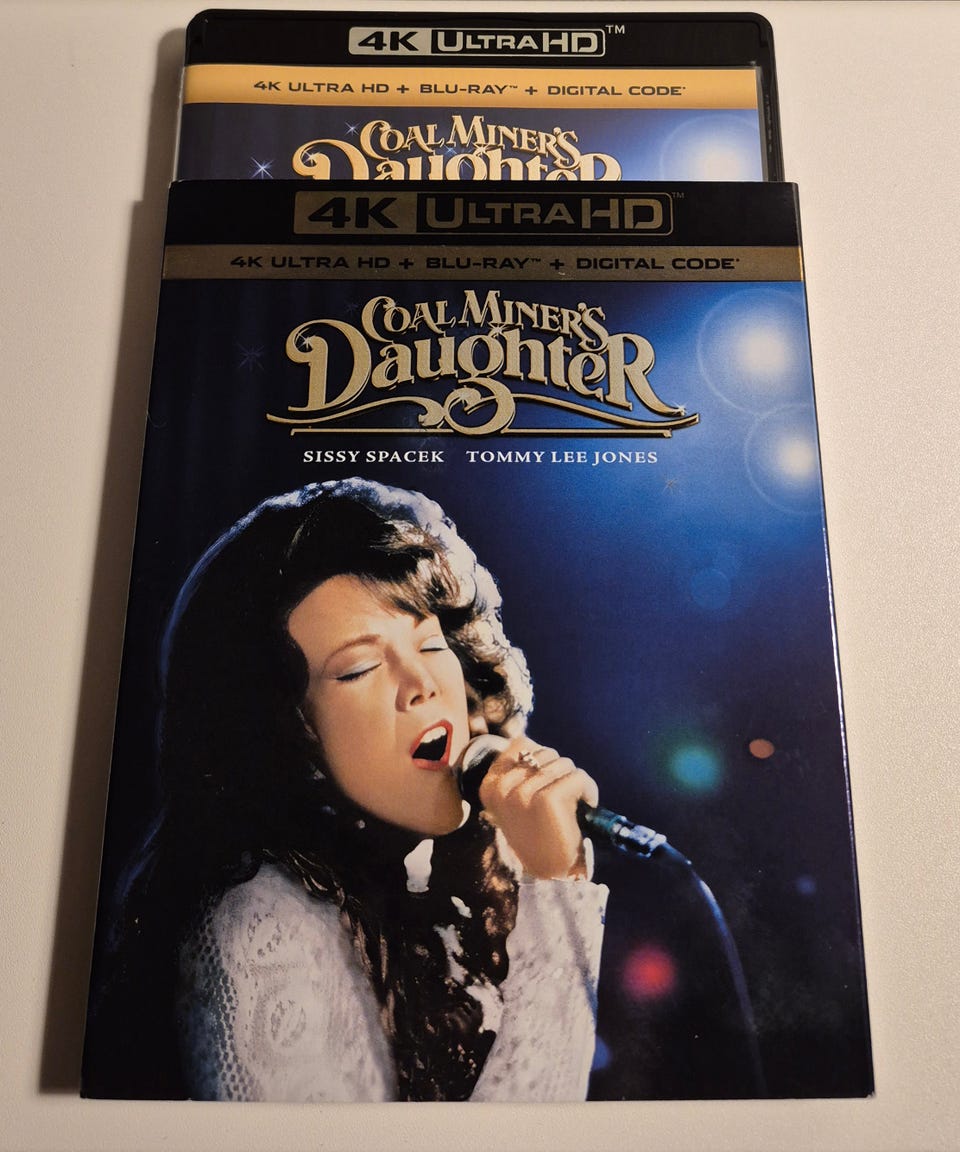 4K ULTRA HD™
4K ULTRA HD + BLU-RAY™ + DIGITAL CODE*
COAL MINER'S
Daughter
4K ULTRA HD™
4K ULTRA HD + BLU-RAY™ + DIGITAL CODE*
COAL MINER'S
Daughter
SISSY SPACEK TOMMY LEE JONES